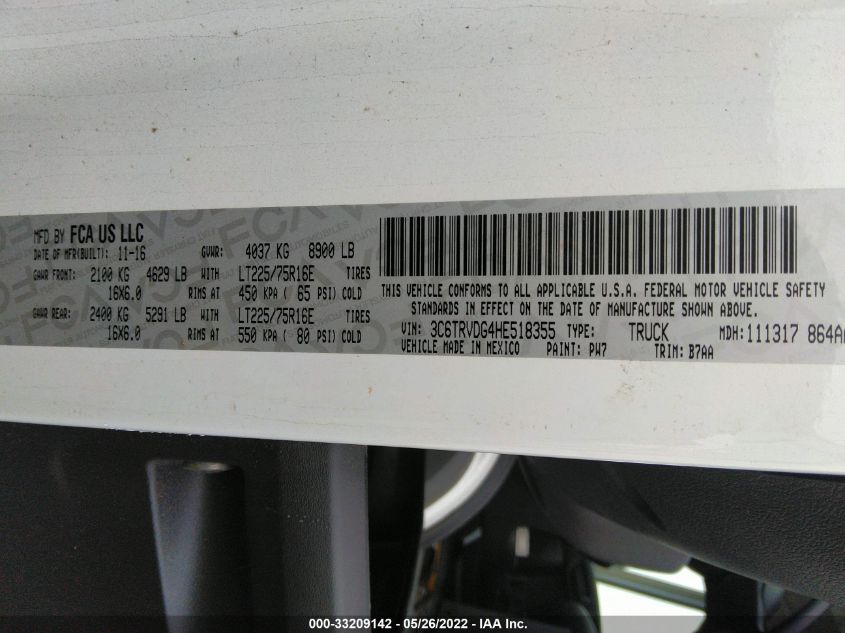 MFD BY FCA US LLC
DATE OF MFR(BUILT): 11-16 GVWR: 4037 KG 8900 LB
GAWR FRONT: 2100 KG 4629 LB WITH LT225/75R16E TIRES
16X6.0 RIMS AT 450 KPA ( 65 PSI) COLD
GAWR REAR: 2400 KG 5291 LB WITH LT225/75R16E TIRES
16X6.0 RIMS AT 550 KPA ( 80 PSI) COLD
THIS VEHICLE CONFORMS TO ALL APPLICABLE U.S.A. FEDERAL MOTOR VEHICLE SAFETY
STANDARDS IN EFFECT ON THE DATE OF MANUFACTURE SHOWN ABOVE.
VIN: 3C6TRVDG4HE518355 TYPE: TRUCK MDH:111317 864AA
VEHICLE MADE IN MEXICO PAINT: PW7 TRIM: B7AA
000-33209142 - 05/26/2022 - IAA Inc.